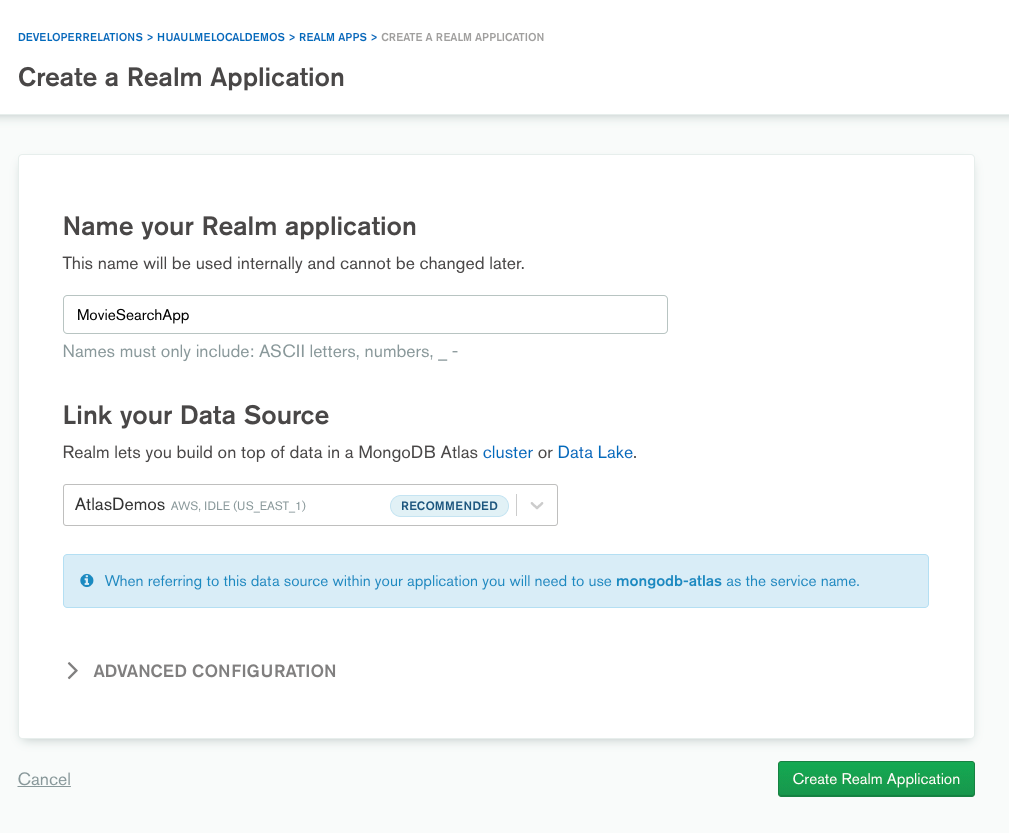 DEVELOPERRELATIONS > HUAULMELOCALDEMOS > REALM APPS > CREATE A REALM APPLICATION
Create a Realm Application
Name your Realm application
This name will be used internally and cannot be changed later.
MovieSearchApp
Names must only include: ASCII letters, numbers, _ -
Link your Data Source
Realm lets you build on top of data in a MongoDB Atlas cluster or Data Lake.
AtlasDemos AWS, IDLE (US_EAST_1) RECOMMENDED
When referring to this data source within your application you will need to use mongodb-atlas as the service name.
ADVANCED CONFIGURATION
Cancel
Create Realm Application